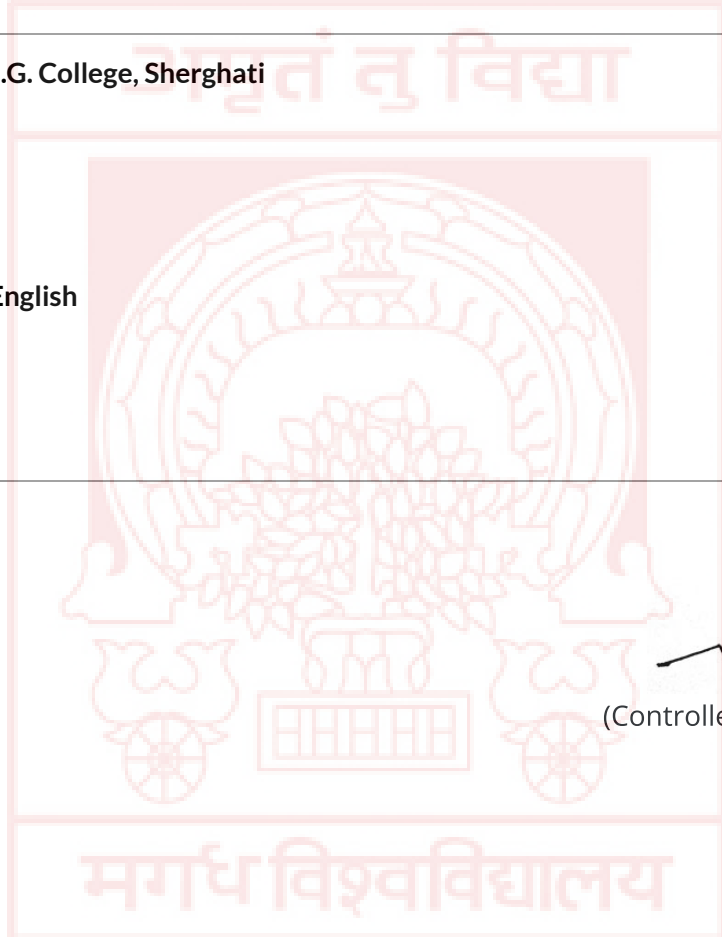 अमृतं तु विद्या
.G. College, Sherghati
English
(Controlle
मगध विश्वविद्यालय